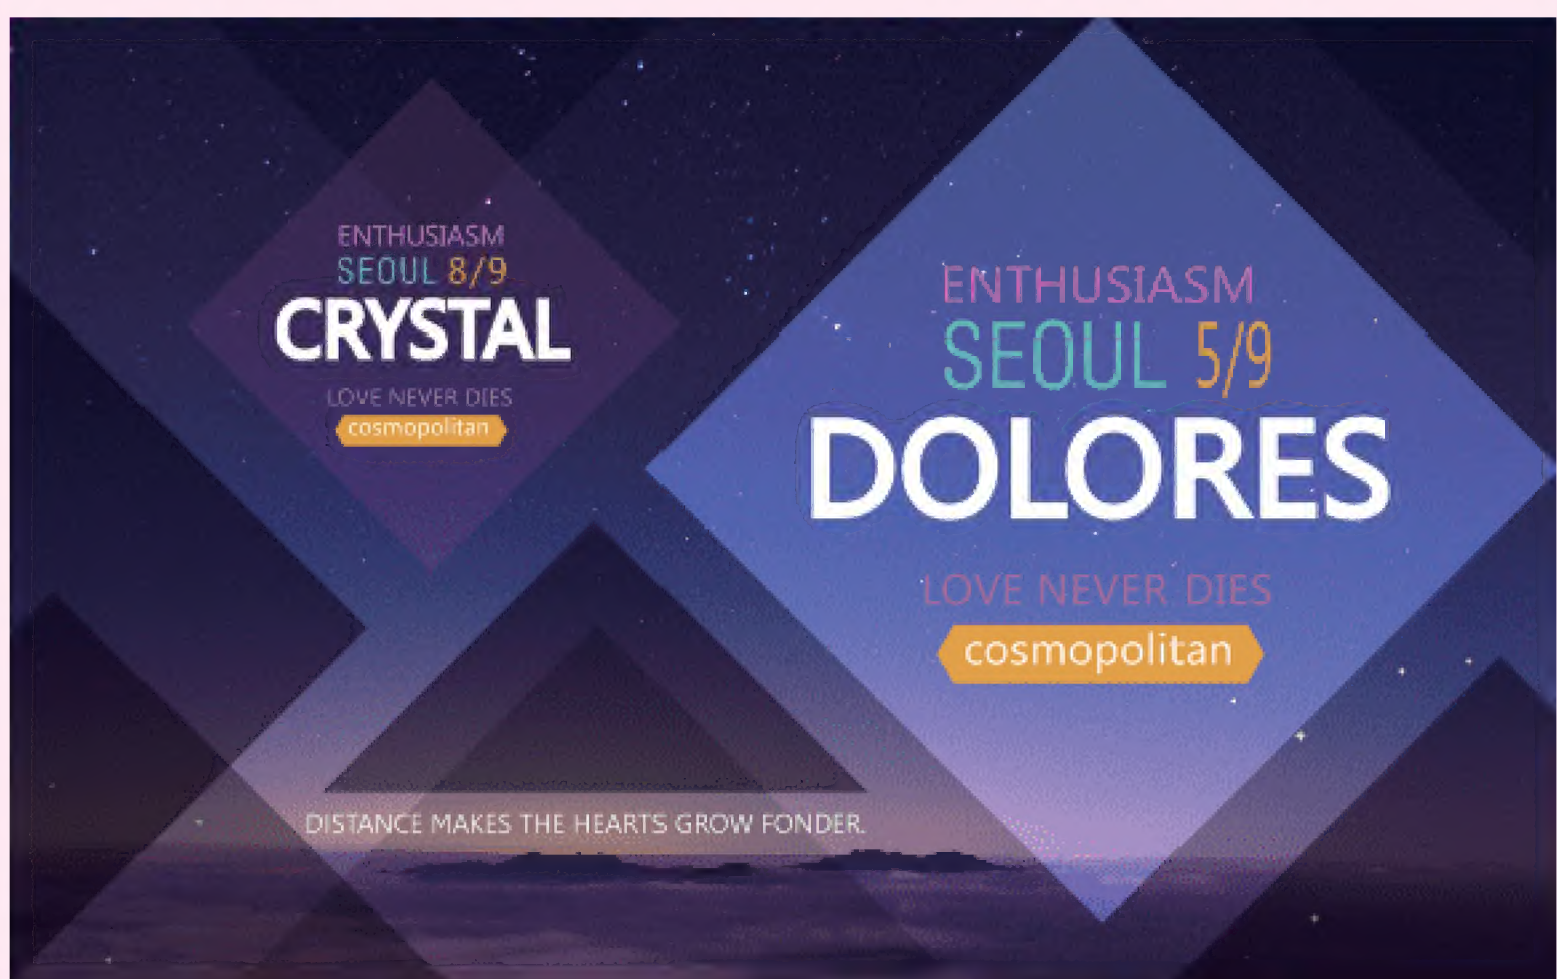 ENTHUSIASM
SEOUL 8/9
CRYSTAL
LOVE NEVER DIES
cosmopolitan
ENTHUSIASM
SEOUL 5/9
DOLORES
LOVE NEVER DIES
cosmopolitan
DISTANCE MAKES THE HEARTS GROW FONDER.